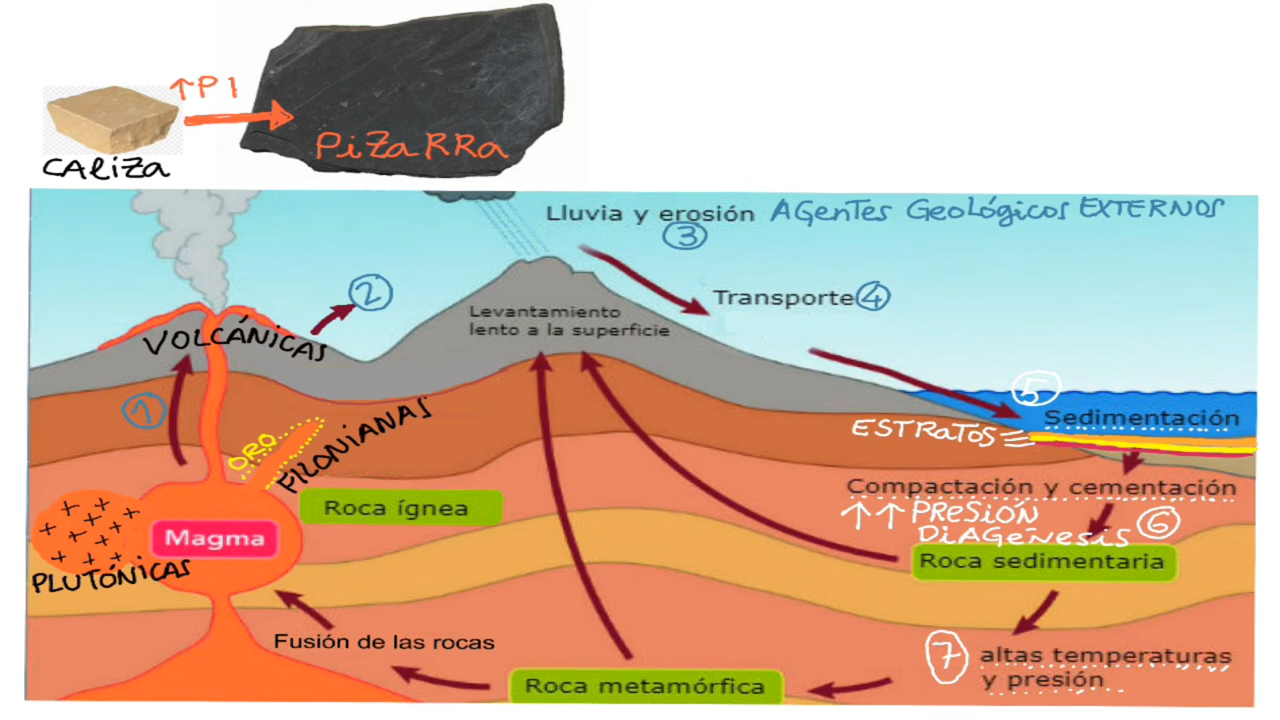 ↑P 1
CALiZa
PiZaRRa
Lluvia y erosión AGenTes GeoLógicos EXTERNOS
3
2
Transporte 4
Levantamiento
lento a la superficie
VOLCÁNICAS
1
5
Sedimentación
ESTRATOS
ORO
FILONIANAS
Compactación y cementación
↑↑ PRESIÓN
DiAGéNesis 6
Roca ígnea
Magma
Roca sedimentaria
PLUTÓNICAS
Fusión de las rocas
7 altas temperaturas
y presión
Roca metamórfica